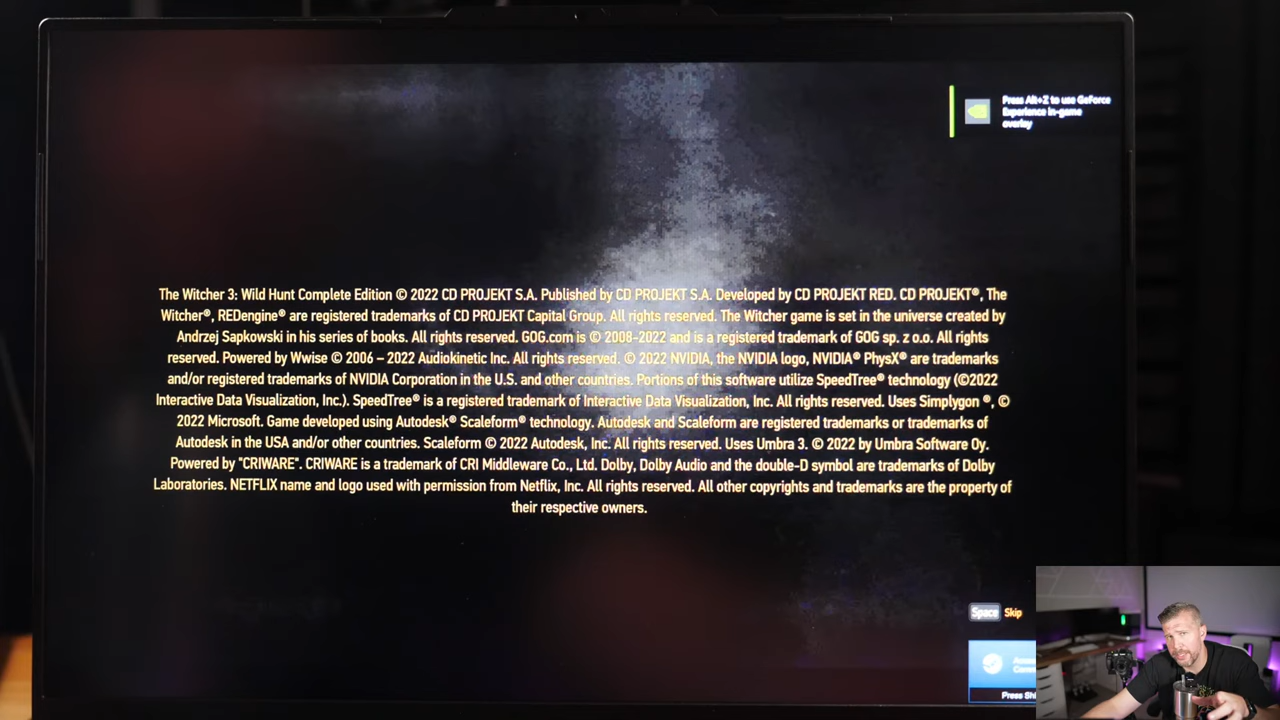 Press Alt+Z to use GeForce
Experience in-game
overlay
The Witcher 3: Wild Hunt Complete Edition © 2022 CD PROJEKT S.A. Published by CD PROJEKT S.A. Developed by CD PROJEKT RED. CD PROJEKT®, The
Witcher®, REDengine® are registered trademarks of CD PROJEKT Capital Group. All rights reserved. The Witcher game is set in the universe created by
Andrzej Sapkowski in his series of books. All rights reserved. GOG.com is © 2008-2022 and is a registered trademark of GOG sp. z o.o. All rights
reserved. Powered by Wwise © 2006 – 2022 Audiokinetic Inc. All rights reserved. © 2022 NVIDIA, the NVIDIA logo, NVIDIA® PhysX® are trademarks
and/or registered trademarks of NVIDIA Corporation in the U.S. and other countries. Portions of this software utilize SpeedTree® technology (©2022
Interactive Data Visualization, Inc.). SpeedTree® is a registered trademark of Interactive Data Visualization, Inc. All rights reserved. Uses Simplygon ®, ©
2022 Microsoft. Game developed using Autodesk® Scaleform® technology. Autodesk and Scaleform are registered trademarks or trademarks of
Autodesk in the USA and/or other countries. Scaleform © 2022 Autodesk, Inc. All rights reserved. Uses Umbra 3. © 2022 by Umbra Software Oy.
Powered by "CRIWARE". CRIWARE is a trademark of CRI Middleware Co., Ltd. Dolby, Dolby Audio and the double-D symbol are trademarks of Dolby
Laboratories. NETFLIX name and logo used with permission from Netflix, Inc. All rights reserved. All other copyrights and trademarks are the property of
their respective owners.
Space Skip
Press